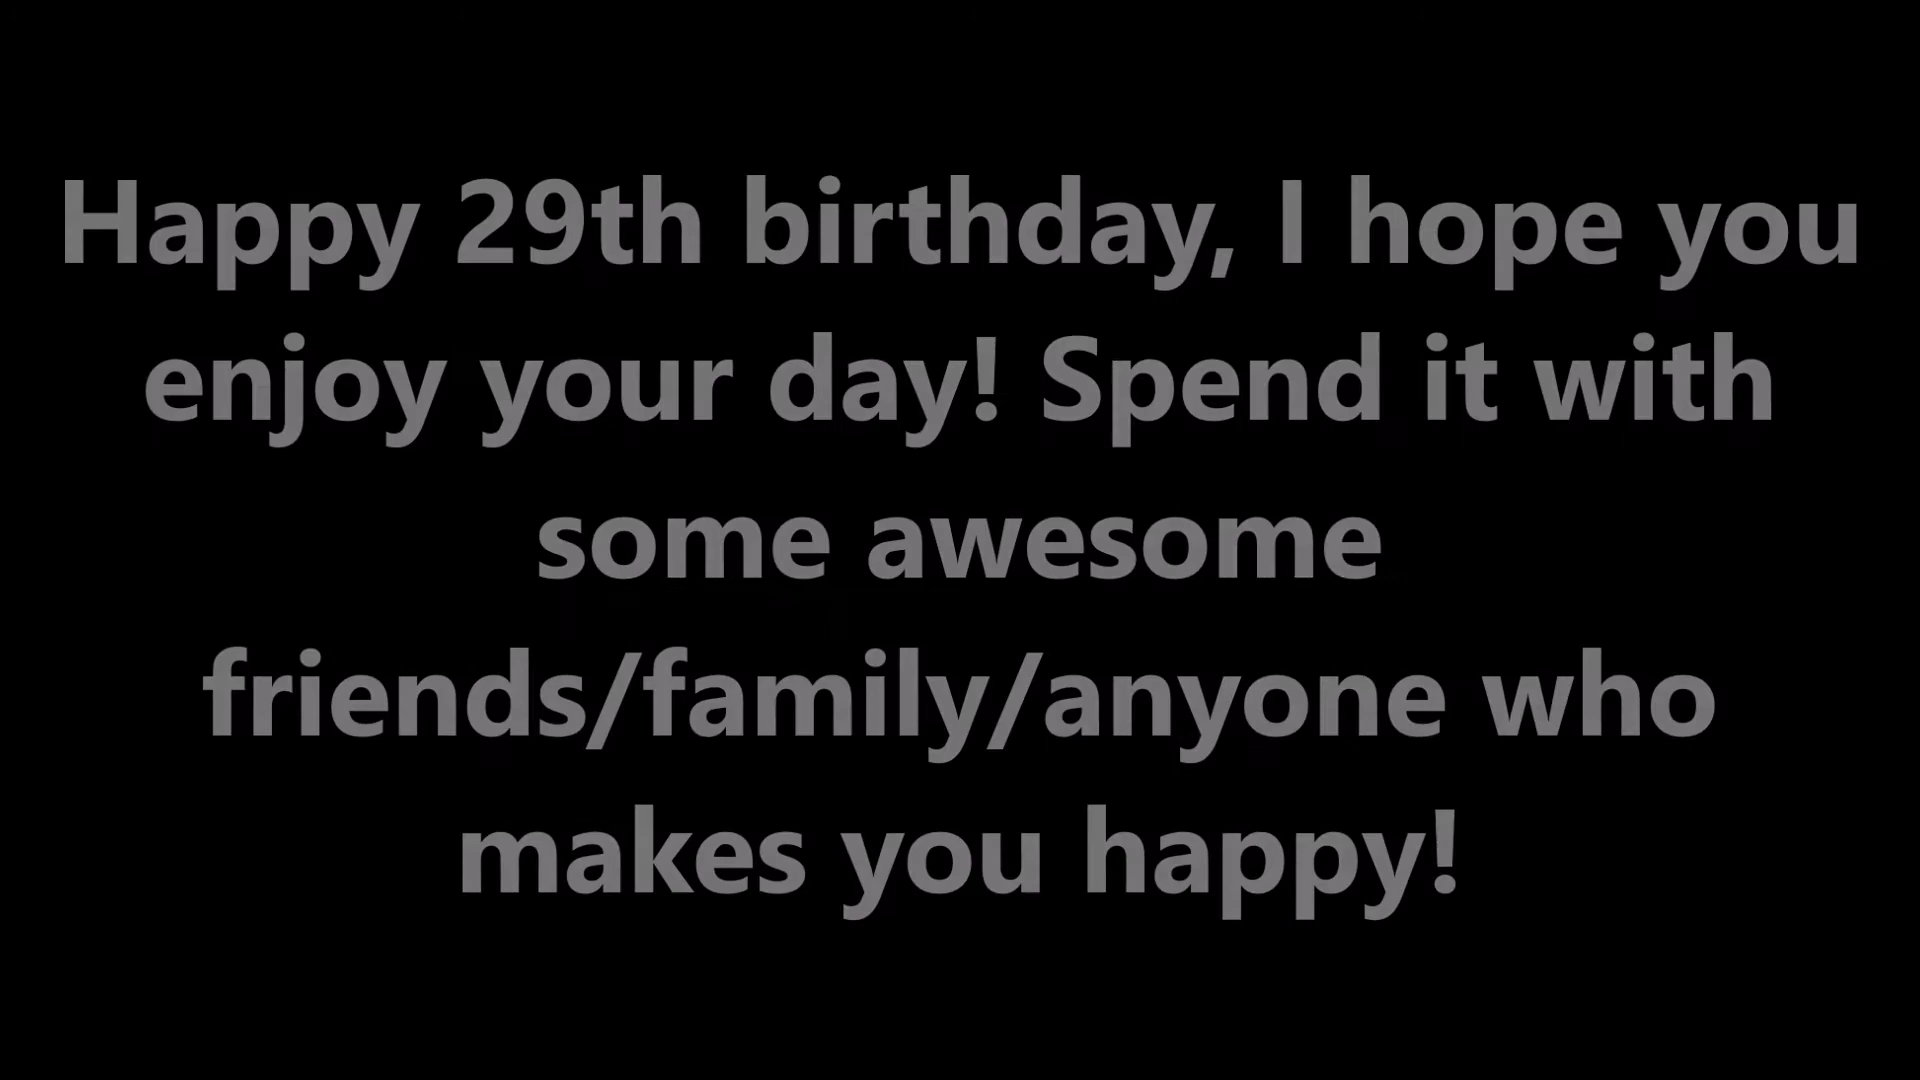 Happy 29th birthday, I hope you
enjoy your day! Spend it with
some awesome
friends/family/anyone who
makes you happy!